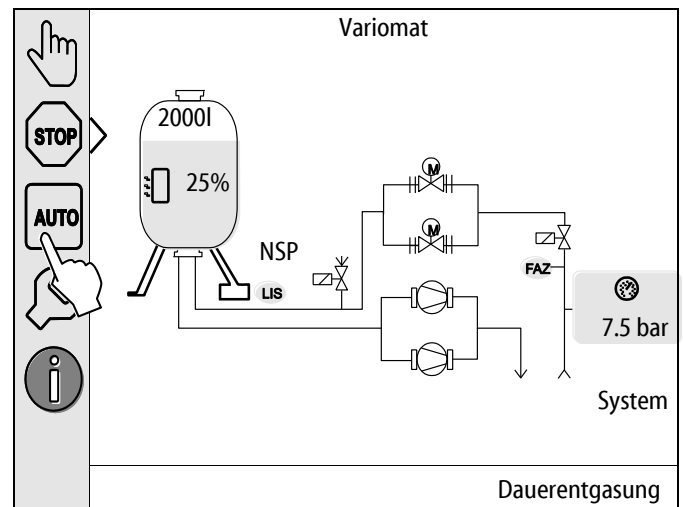 Variomat
STOP
AUTO
2000l
25%
NSP
LIS
M
M
FAZ
7.5 bar
System
Dauerentgasung